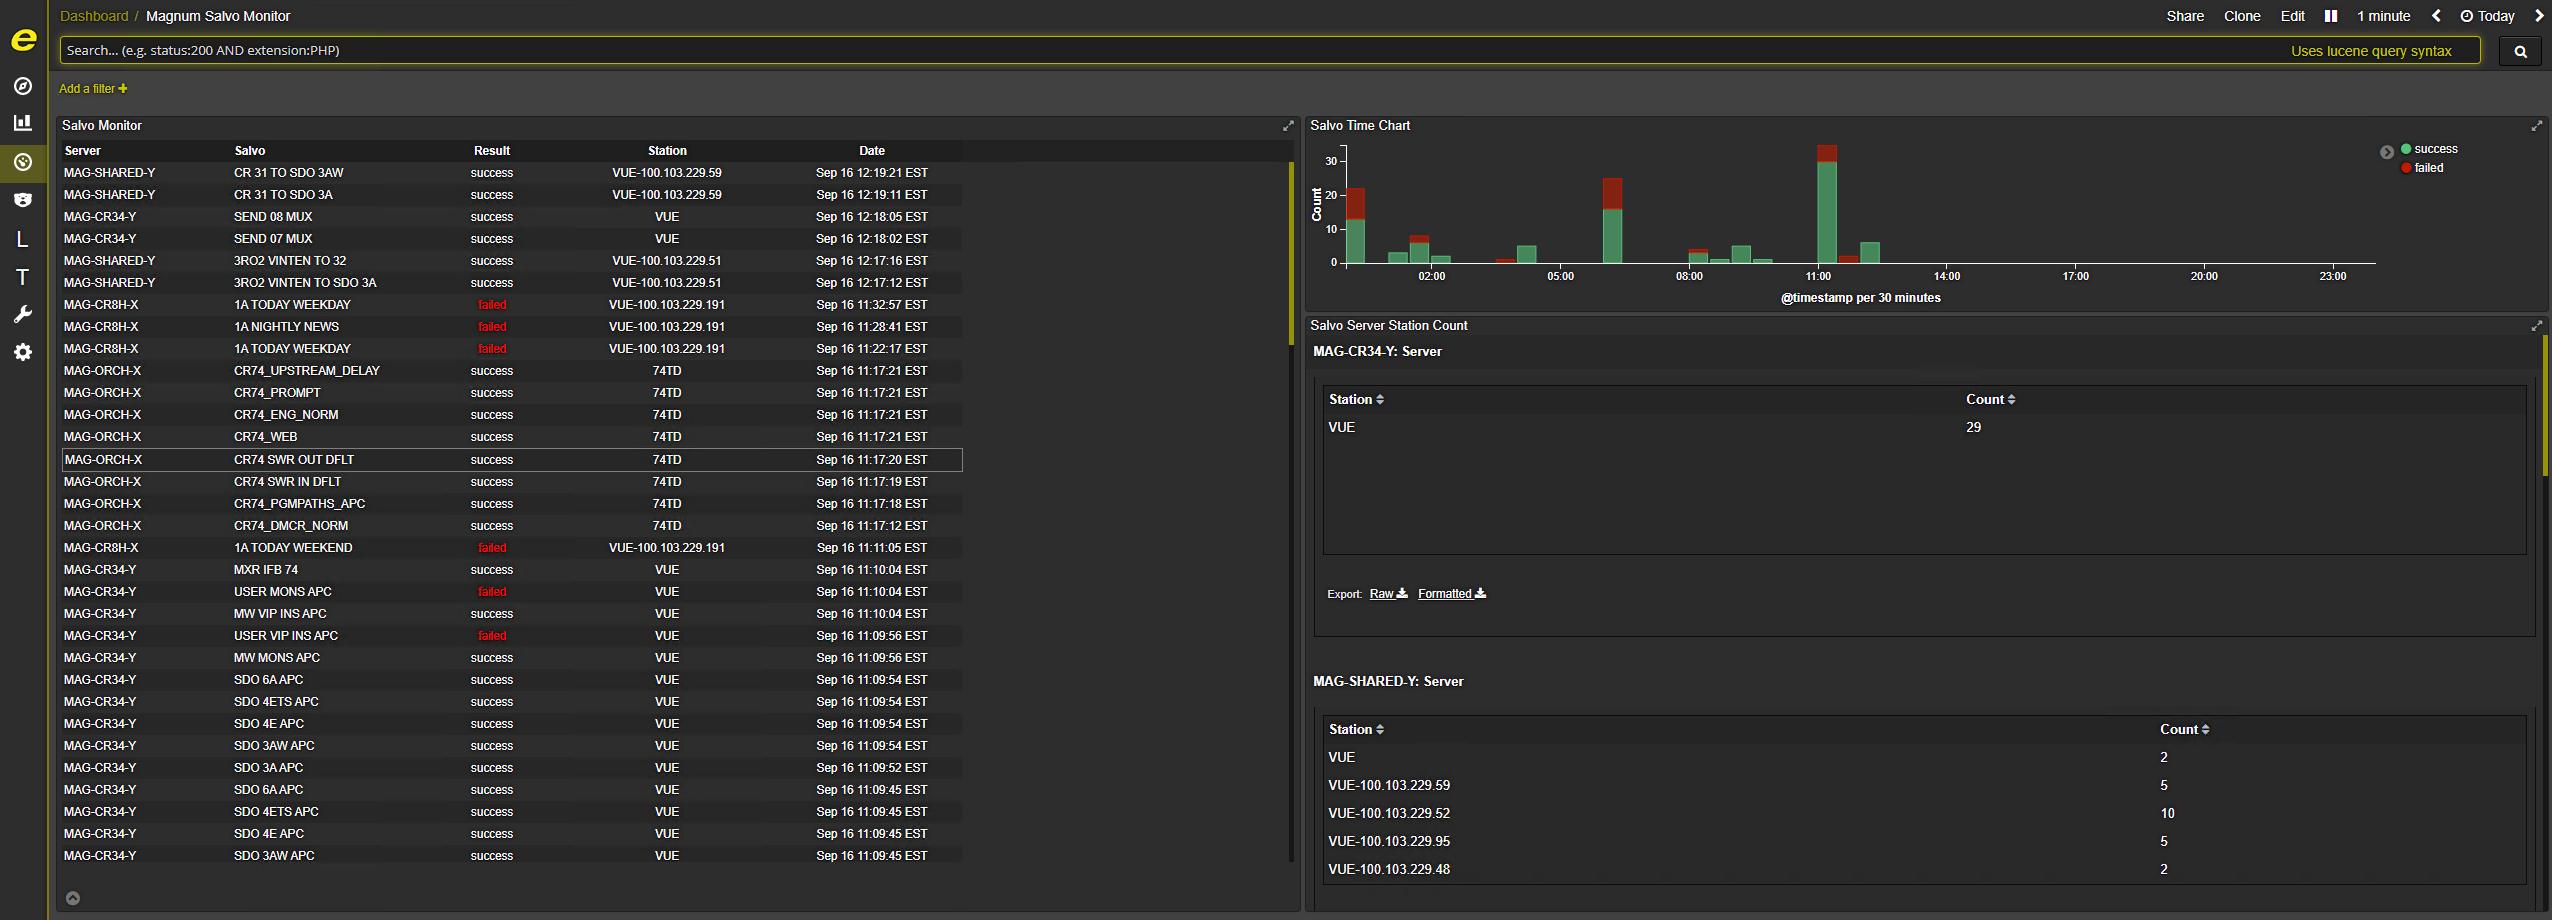 Dashboard / Magnum Salvo Monitor
Share Clone Edit 1 minute Today
Search... (e.g. status:200 AND extension:PHP) Uses lucene query syntax
Add a filter
L
T
Salvo Monitor
Server Salvo Result Station Date
MAG-SHARED-Y CR 31 TO SDO 3AW success VUE-100.103.229.59 Sep 16 12:19:21 EST
MAG-SHARED-Y CR 31 TO SDO 3A success VUE-100.103.229.59 Sep 16 12:19:11 EST
MAG-CR34-Y SEND 08 MUX success VUE Sep 16 12:18:05 EST
MAG-CR34-Y SEND 07 MUX success VUE Sep 16 12:18:02 EST
MAG-SHARED-Y 3RO2 VINTEN TO 32 success VUE-100.103.229.51 Sep 16 12:17:16 EST
MAG-SHARED-Y 3RO2 VINTEN TO SDO 3A success VUE-100.103.229.51 Sep 16 12:17:12 EST
MAG-CR8H-X 1A TODAY WEEKDAY failed VUE-100.103.229.191 Sep 16 11:32:57 EST
MAG-CR8H-X 1A NIGHTLY NEWS failed VUE-100.103.229.191 Sep 16 11:28:41 EST
MAG-CR8H-X 1A TODAY WEEKDAY failed VUE-100.103.229.191 Sep 16 11:22:17 EST
MAG-ORCH-X CR74_UPSTREAM_DELAY success 74TD Sep 16 11:17:21 EST
MAG-ORCH-X CR74_PROMPT success 74TD Sep 16 11:17:21 EST
MAG-ORCH-X CR74_ENG_NORM success 74TD Sep 16 11:17:21 EST
MAG-ORCH-X CR74_WEB success 74TD Sep 16 11:17:21 EST
MAG-ORCH-X CR74 SWR OUT DFLT success 74TD Sep 16 11:17:20 EST
MAG-ORCH-X CR74 SWR IN DFLT success 74TD Sep 16 11:17:19 EST
MAG-ORCH-X CR74_PGMPATHS_APC success 74TD Sep 16 11:17:18 EST
MAG-ORCH-X CR74_DMCR_NORM success 74TD Sep 16 11:17:12 EST
MAG-CR8H-X 1A TODAY WEEKEND failed VUE-100.103.229.191 Sep 16 11:11:05 EST
MAG-CR34-Y MXR IFB 74 success VUE Sep 16 11:10:04 EST
MAG-CR34-Y USER MONS APC failed VUE Sep 16 11:10:04 EST
MAG-CR34-Y MW VIP INS APC success VUE Sep 16 11:10:04 EST
MAG-CR34-Y USER VIP INS APC failed VUE Sep 16 11:09:56 EST
MAG-CR34-Y MW MONS APC success VUE Sep 16 11:09:56 EST
MAG-CR34-Y SDO 6A APC success VUE Sep 16 11:09:54 EST
MAG-CR34-Y SDO 4ETS APC success VUE Sep 16 11:09:54 EST
MAG-CR34-Y SDO 4E APC success VUE Sep 16 11:09:54 EST
MAG-CR34-Y SDO 3AW APC success VUE Sep 16 11:09:54 EST
MAG-CR34-Y SDO 3A APC success VUE Sep 16 11:09:52 EST
MAG-CR34-Y SDO 6A APC success VUE Sep 16 11:09:45 EST
MAG-CR34-Y SDO 4ETS APC success VUE Sep 16 11:09:45 EST
MAG-CR34-Y SDO 4E APC success VUE Sep 16 11:09:45 EST
MAG-CR34-Y SDO 3AW APC success VUE Sep 16 11:09:45 EST
Salvo Time Chart
Count
30
20
10
0
02:00 05:00 08:00 11:00 14:00 17:00 20:00 23:00
@timestamp per 30 minutes
success
failed
Salvo Server Station Count
MAG-CR34-Y: Server
Station Count
VUE 29
Export: Raw Formatted
MAG-SHARED-Y: Server
Station Count
VUE 2
VUE-100.103.229.59 5
VUE-100.103.229.52 10
VUE-100.103.229.95 5
VUE-100.103.229.48 2